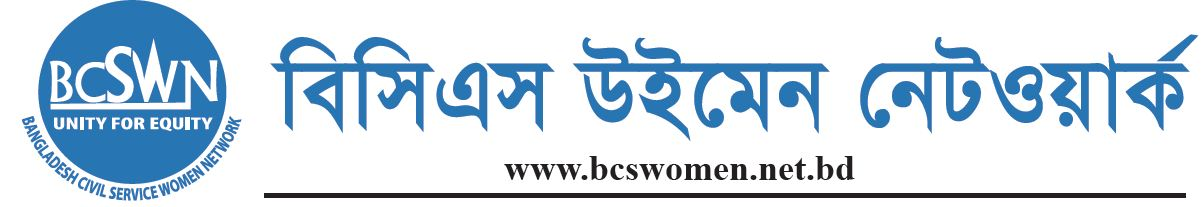 BCSWN
UNITY FOR EQUITY
BANGLADESH CIVIL SERVICE WOMEN NETWORK
বিসিএস উইমেন নেটওয়ার্ক
www.bcswomen.net.bd